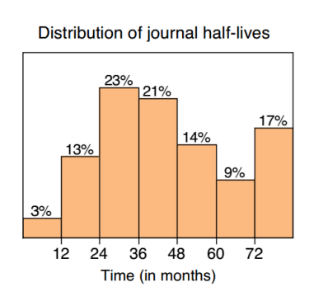 Distribution of journal half-lives
23%
21%
17%
14%
13%
9%
3%
12 24 36 48 60 72
Time (in months)